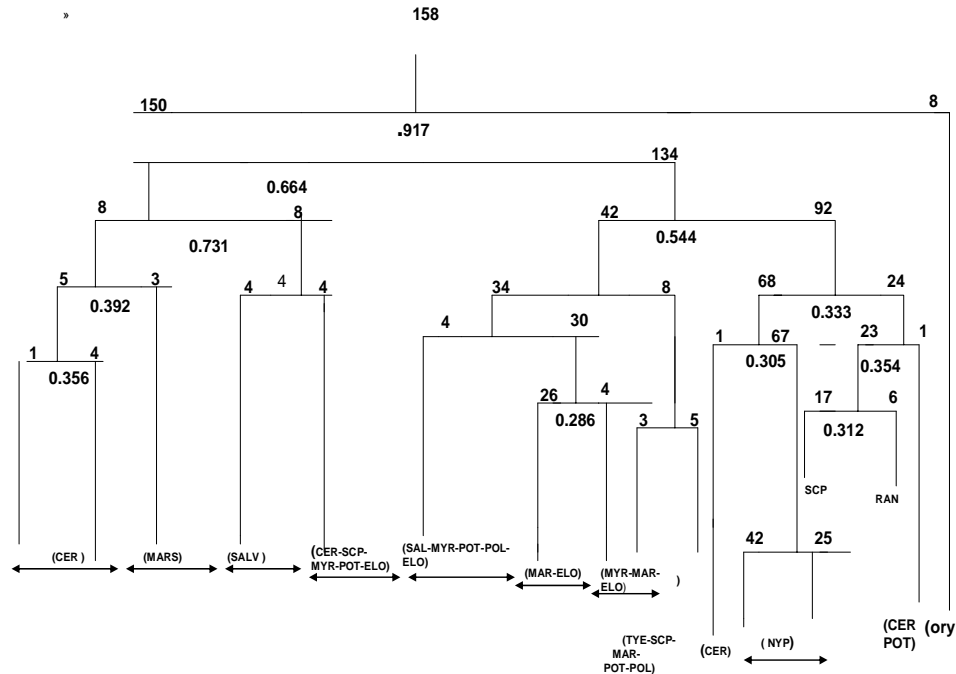 » 158
150 8
.917
134
0.664
8 8 42 92
0.731 0.544
5 3 4 4 4 34 8 68 24
0.392 0.333
4 30 1 67 23 1
1 4 0.305 0.354
0.356
26 4 17 6
0.286 3 5 0.312
SCP RAN
42 25
(CER ) (MARS) (SALV ) (CER-SCP-
MYR-POT-ELO) (SAL-MYR-POT-POL-
ELO)
(MAR-ELO) (MYR-MAR-
ELO) )
(TYE-SCP-
MAR-
POT-POL) (CER) ( NYP) (CER
POT) (ory